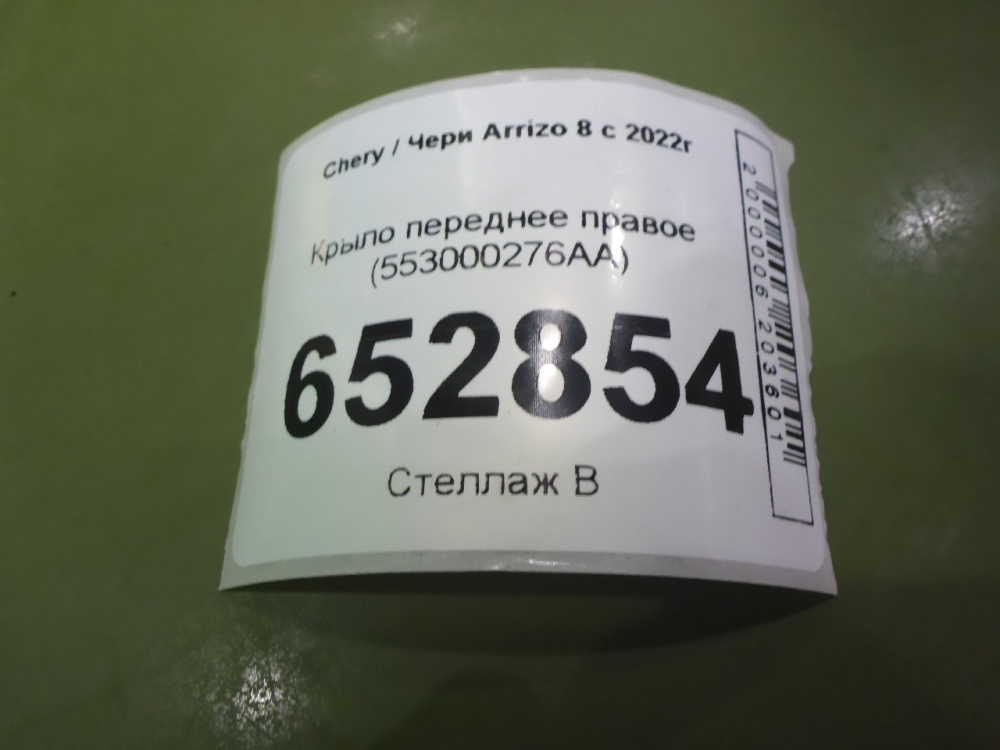 Chery / Чери Arrizo 8 с 2022г
Крыло переднее правое
(553000276AA)
652854
Стеллаж В
2000006203601